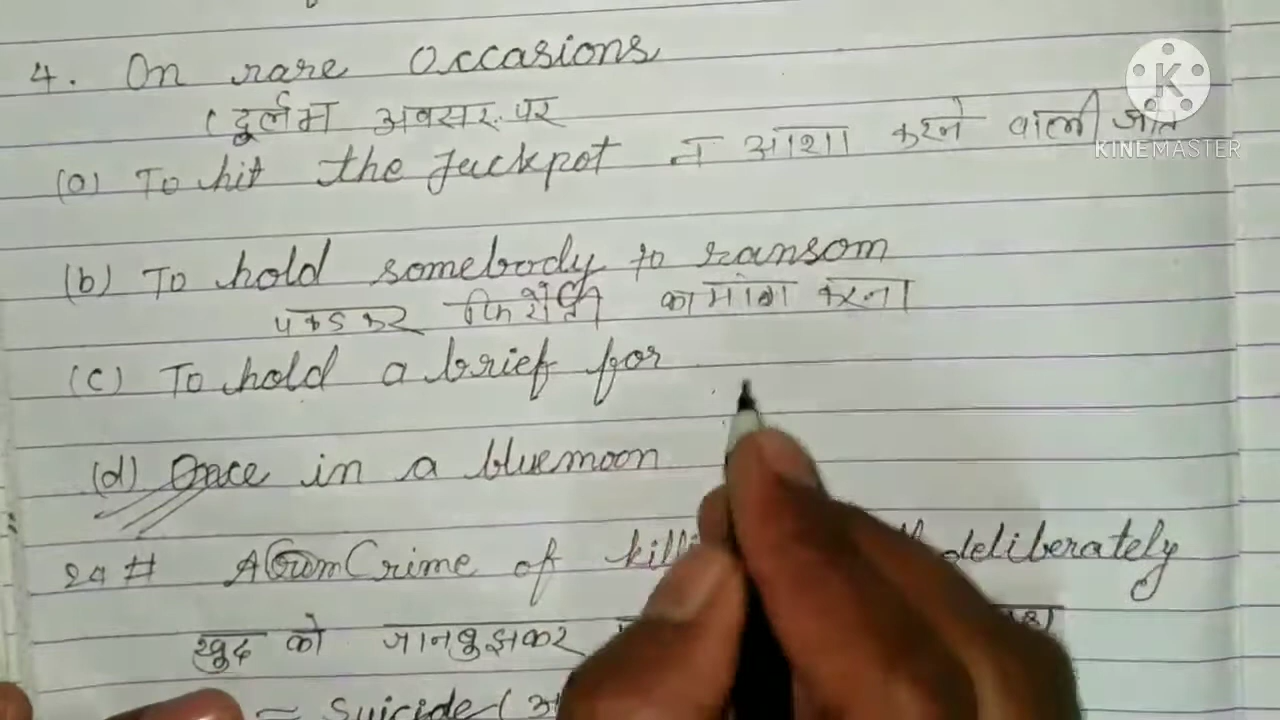 4. On rare Occasions
(दुर्लभ अवसर पर
(a) To hit the Jackpot न आशा करने वाली जीत
K
KINEMASTER
(b) To hold somebody to ransom
पकड कर फिरौती का मांग करना
(c) To hold a brief for
(d) Once in a bluemoon
29 # A Crime of deliberately
खुद को जानबुझकर
= Suicide (